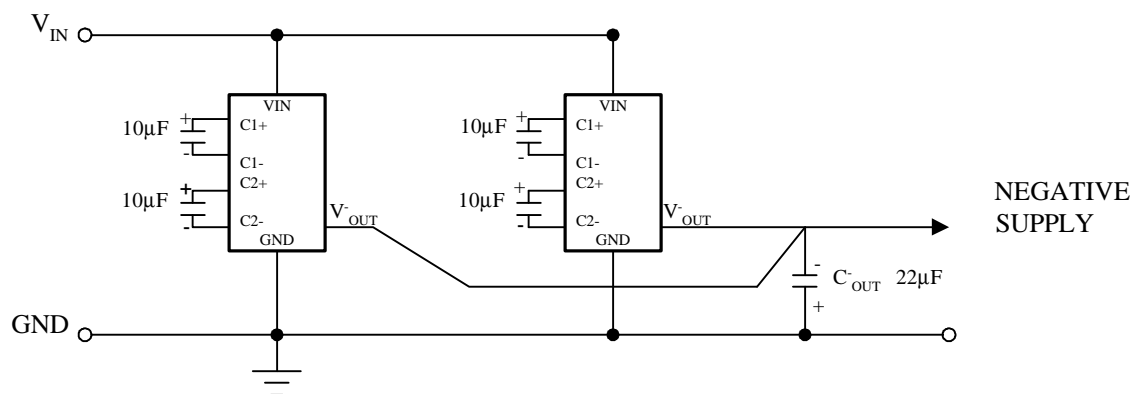 V_IN
VIN
10µF
+
-
C1+
C1-
10µF
+
-
C2+
C2-
GND
V-OUT
VIN
10µF
+
-
C1+
C1-
10µF
+
-
C2+
C2-
GND
V-OUT
NEGATIVE
SUPPLY
-
C-OUT 22µF
+
GND